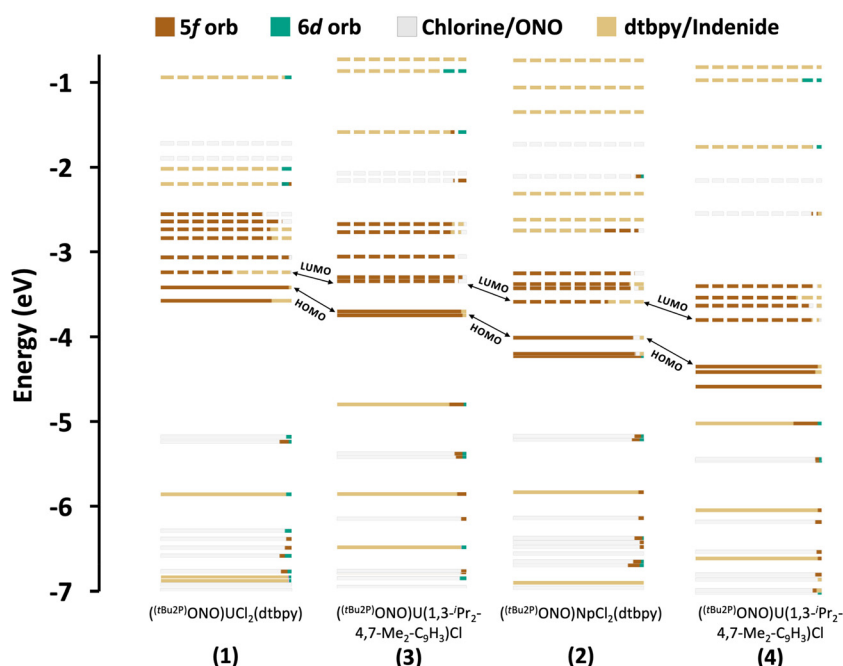 5f orb 6d orb Chlorine/ONO dtbpy/Indenide
Energy (eV)
-1
-2
-3
-4
-5
-6
-7
LUMO
HOMO
HOMO
LUMO
LUMO
HOMO
((tBu2P)ONO)UCl2(dtbpy)
(1)
((tBu2P)ONO)U(1,3-iPr2-
4,7-Me2-C9H3)Cl
(3)
((tBu2P)ONO)NpCl2(dtbpy)
(2)
((tBu2P)ONO)U(1,3-iPr2-
4,7-Me2-C9H3)Cl
(4)